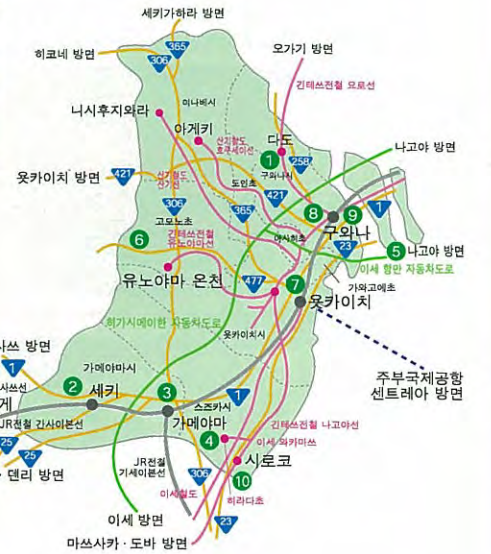 세키가하라 방면
365
306
히코네 방면
오가기 방면
긴테쓰전철 요로선
이나베시
니시후지와라
아게키
산기철도
호쿠세이선
다도
1
구와나시
258
나고야 방면
421
욧카이치 방면
산기철도
산기선
도인초
421
306
고모노초
365
8
9
1
구와나
아사히초
6
긴테쓰전철
유노야마선
23
5
나고야 방면
이세 항만 자동차도로
유노야마 온천
477
7
가와고에초
욧카이치
히가시메이한 자동차도로
욧카이치시
사쓰 방면
1
가메야마시
주부국제공항
센트레아 방면
2
세키
3
스즈카시
1
JR전철 간사이본선
가메야마
4
긴테쓰전철 나고야선
이세 와카마쓰
25
25
덴리 방면
JR전철
기세이본선
306
시로코
10
이세철도
히라다초
이세 방면
23
마쓰사카 · 도바 방면